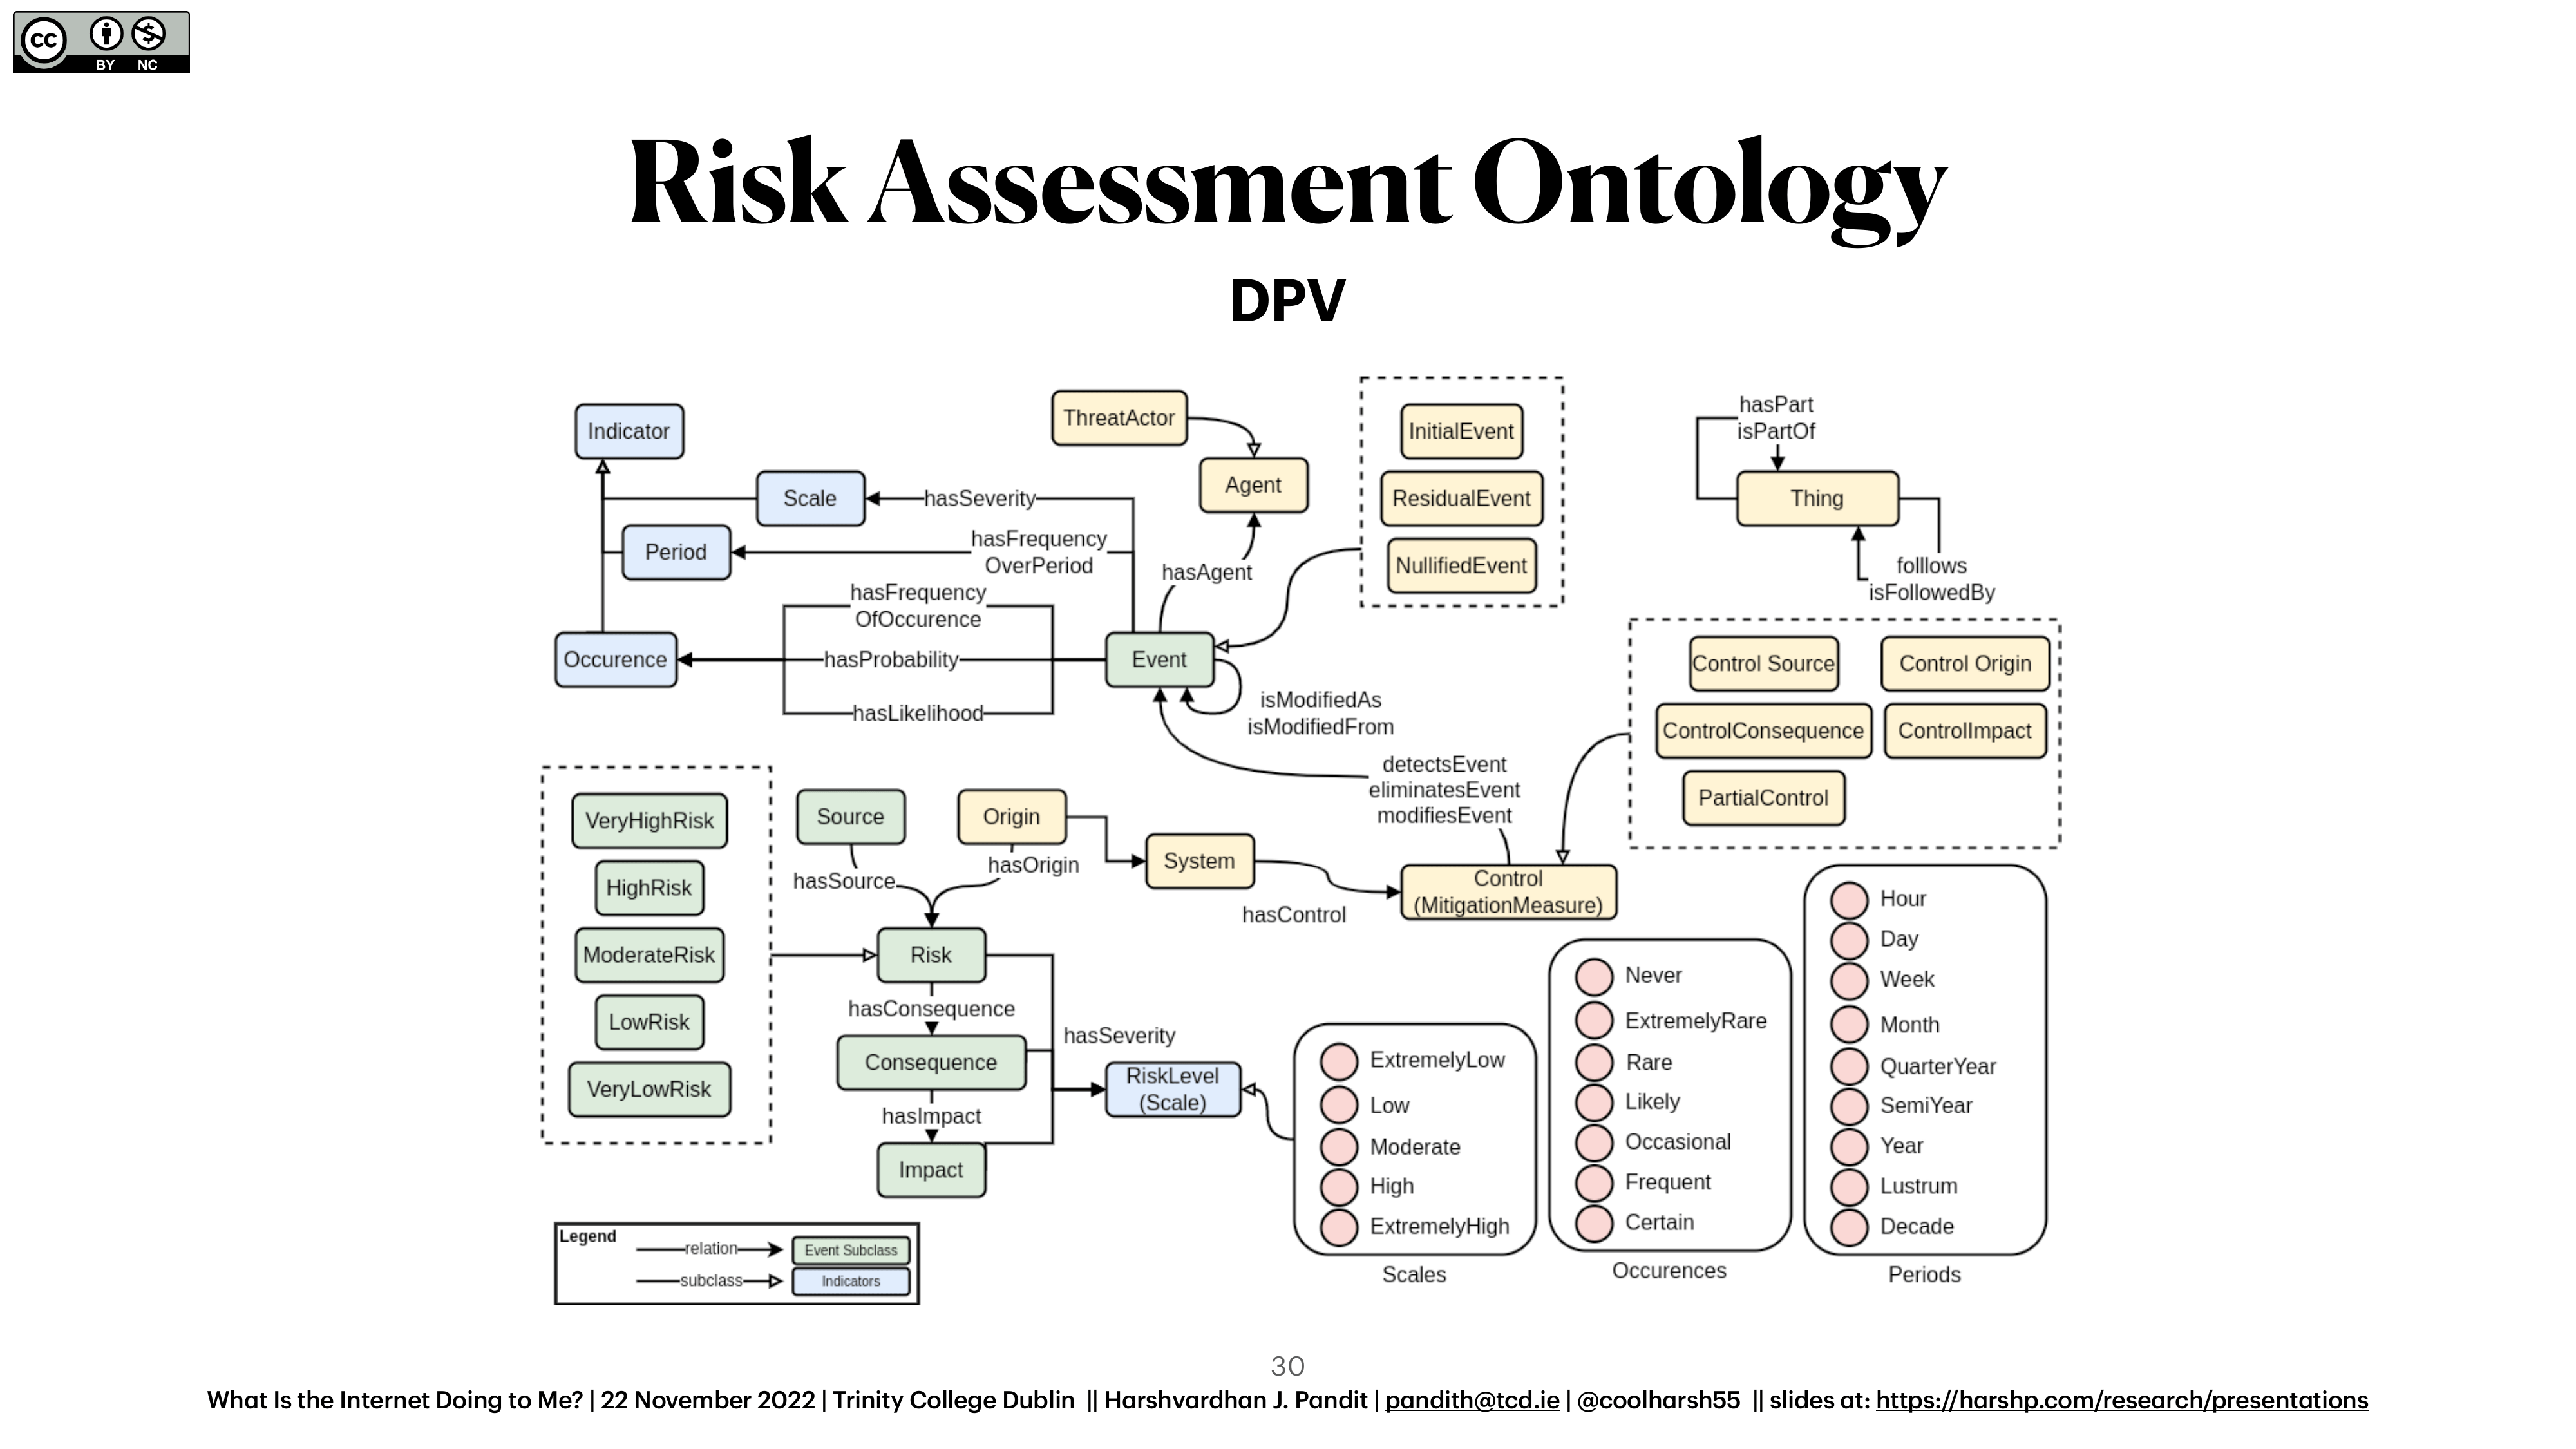 cc
BY NC
Risk Assessment Ontology
DPV
Indicator
Scale
Period
Occurence
hasSeverity
hasFrequency
OverPeriod
hasFrequency
OfOccurence
hasProbability
hasLikelihood
ThreatActor
Agent
hasAgent
Event
InitialEvent
ResidualEvent
NullifiedEvent
isModifiedAs
isModifiedFrom
hasPart
isPartOf
Thing
folllows
isFollowedBy
Control Source
Control Origin
ControlConsequence
ControlImpact
PartialControl
detectsEvent
eliminatesEvent
modifiesEvent
VeryHighRisk
HighRisk
ModerateRisk
LowRisk
VeryLowRisk
Source
Origin
hasSource
hasOrigin
System
hasControl
Control
(MitigationMeasure)
Risk
hasConsequence
Consequence
hasImpact
Impact
hasSeverity
RiskLevel
(Scale)
ExtremelyLow
Low
Moderate
High
ExtremelyHigh
Scales
Never
ExtremelyRare
Rare
Likely
Occasional
Frequent
Certain
Occurences
Hour
Day
Week
Month
QuarterYear
SemiYear
Year
Lustrum
Decade
Periods
Legend
relation
Event Subclass
subclass
Indicators
30
What Is the Internet Doing to Me? | 22 November 2022 | Trinity College Dublin || Harshvardhan J. Pandit | pandith@tcd.ie | @coolharsh55 || slides at: https://harshp.com/research/presentations